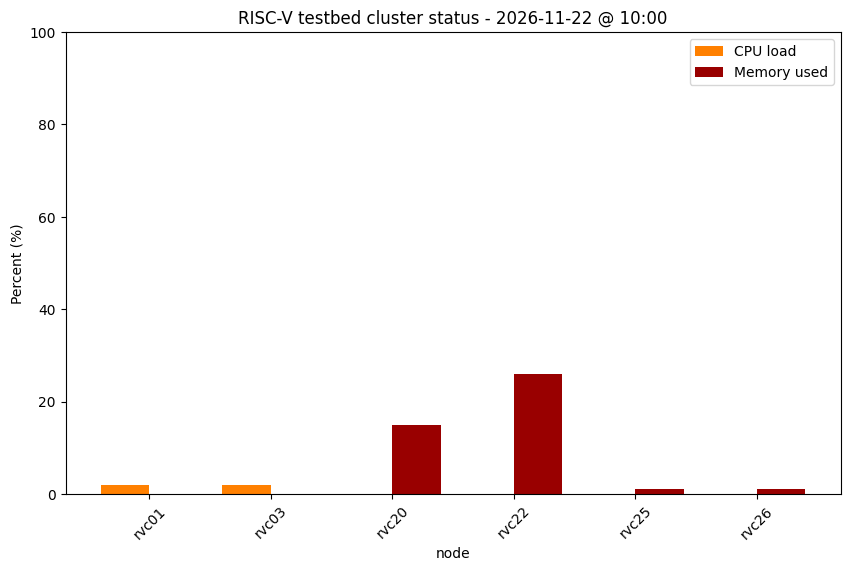 RISC-V testbed cluster status - 2026-11-22 @ 10:00
CPU load
Memory used
Percent (%)
100
80
60
40
20
0
rvc01
rvc03
rvc20
rvc22
rvc25
rvc26
node